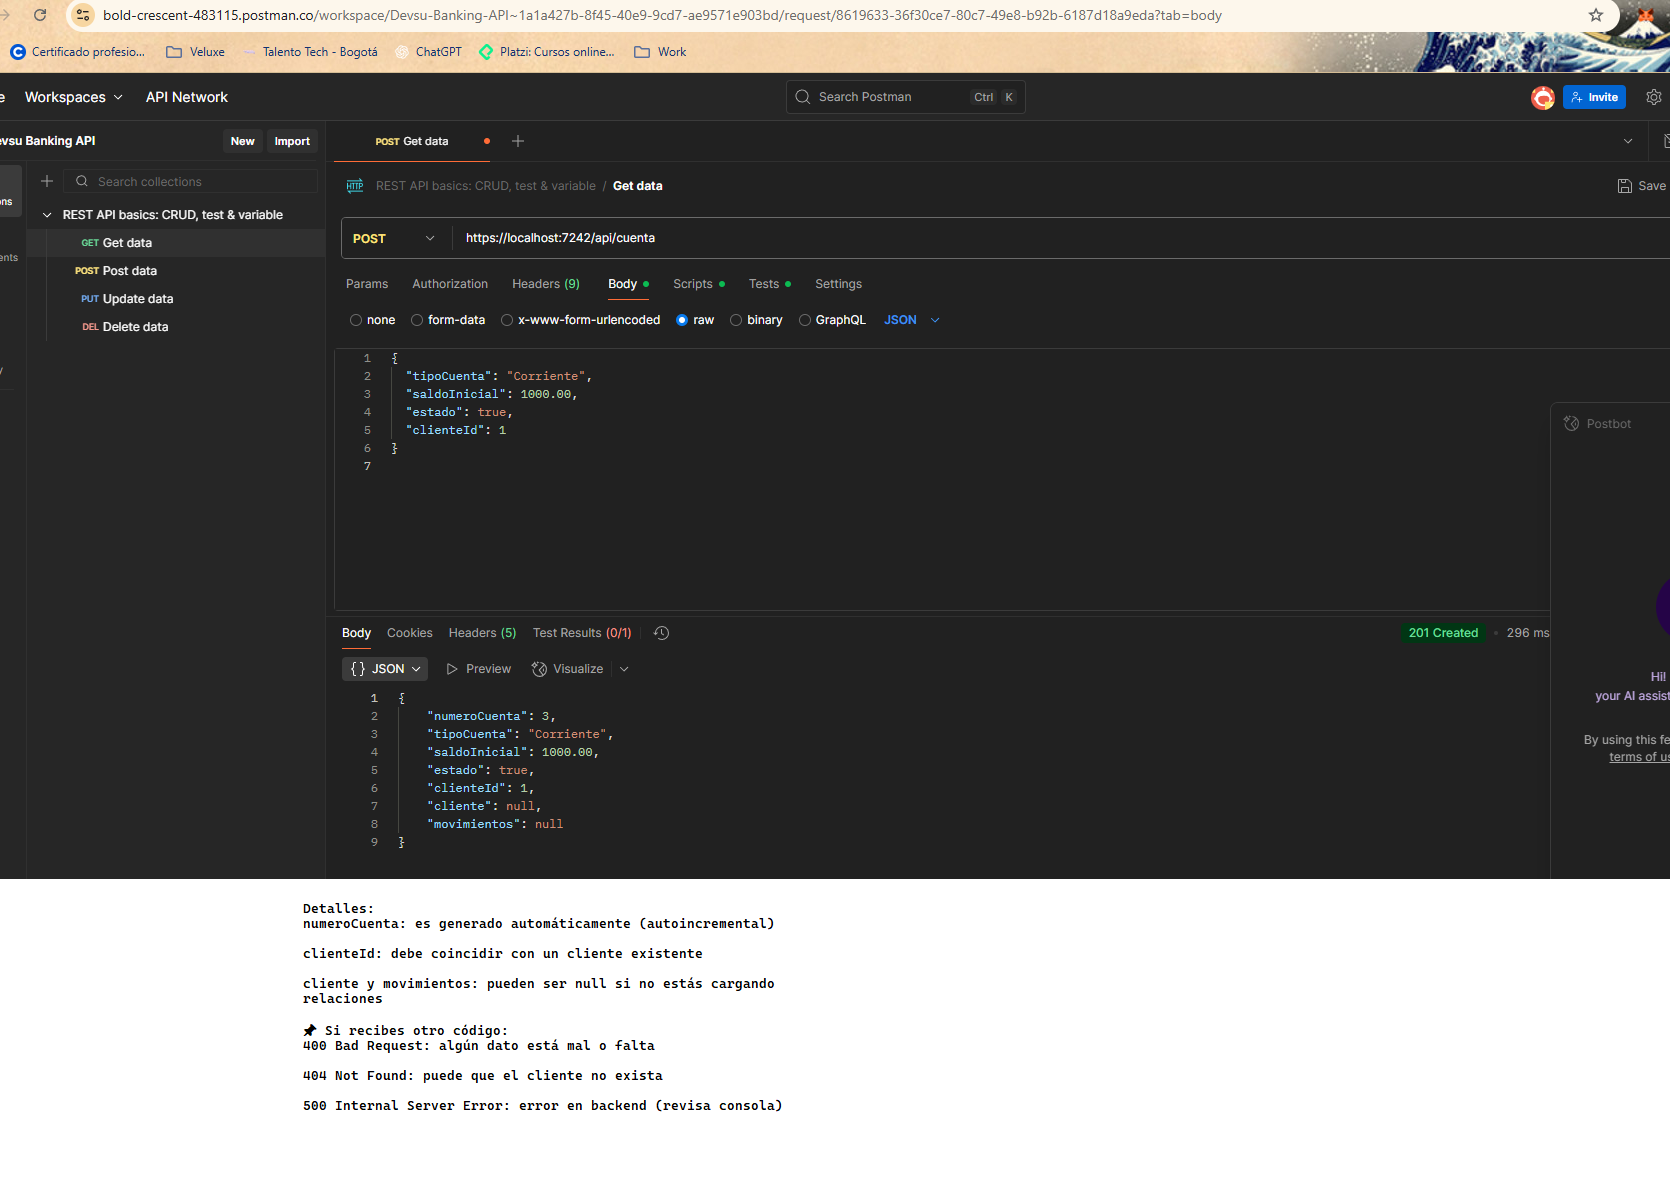 bold-crescent-483115.postman.co/workspace/Devsu-Banking-API~1a1a427b-8f45-40e9-9cd7-ae9571e903bd/request/8619633-36f30ce7-80c7-49e8-b92b-6187d18a9eda?tab=body
Certificado profesio... Veluxe Talento Tech - Bogotá ChatGPT Platzi: Cursos online... Work
e Workspaces API Network Search Postman Ctrl K Invite
evsu Banking API New Import POST Get data
Search collections REST API basics: CRUD, test & variable / Get data Save
ons
REST API basics: CRUD, test & variable
GET Get data
POST https://localhost:7242/api/cuenta
ents
POST Post data
PUT Update data
DEL Delete data
Params Authorization Headers (9) Body Scripts Tests Settings
none form-data x-www-form-urlencoded raw binary GraphQL JSON
1 {
2 "tipoCuenta": "Corriente",
3 "saldoInicial": 1000.00,
4 "estado": true,
5 "clienteId": 1
6 }
7
Postbot
Body Cookies Headers (5) Test Results (0/1) 201 Created 296 ms
{} JSON Preview Visualize
1 {
2 "numeroCuenta": 3,
3 "tipoCuenta": "Corriente",
4 "saldoInicial": 1000.00,
5 "estado": true,
6 "clienteId": 1,
7 "cliente": null,
8 "movimientos": null
9 }
Hi!
your AI assist
By using this fe
terms of us
Detalles:
numeroCuenta: es generado automáticamente (autoincremental)
clienteId: debe coincidir con un cliente existente
cliente y movimientos: pueden ser null si no estás cargando
relaciones
📌 Si recibes otro código:
400 Bad Request: algún dato está mal o falta
404 Not Found: puede que el cliente no exista
500 Internal Server Error: error en backend (revisa consola)